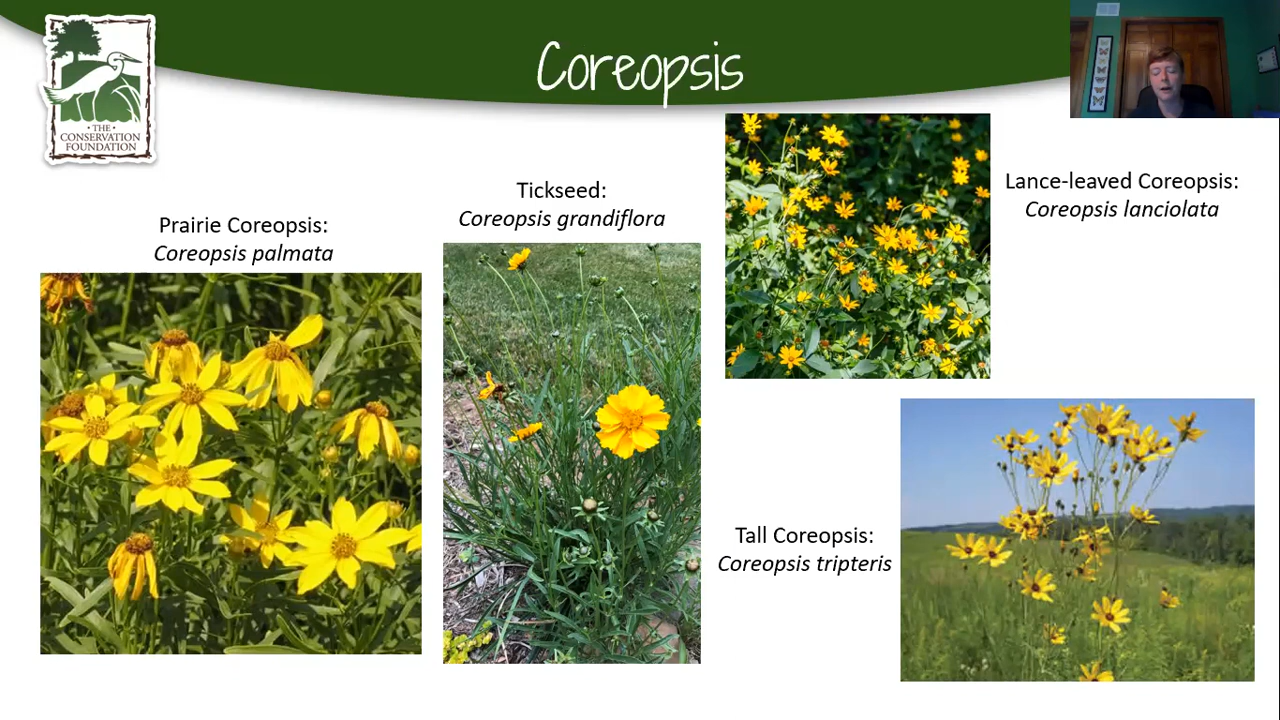 Coreopsis
THE
CONSERVATION
FOUNDATION
Prairie Coreopsis:
Coreopsis palmata
Tickseed:
Coreopsis grandiflora
Lance-leaved Coreopsis:
Coreopsis lanciolata
Tall Coreopsis:
Coreopsis tripteris